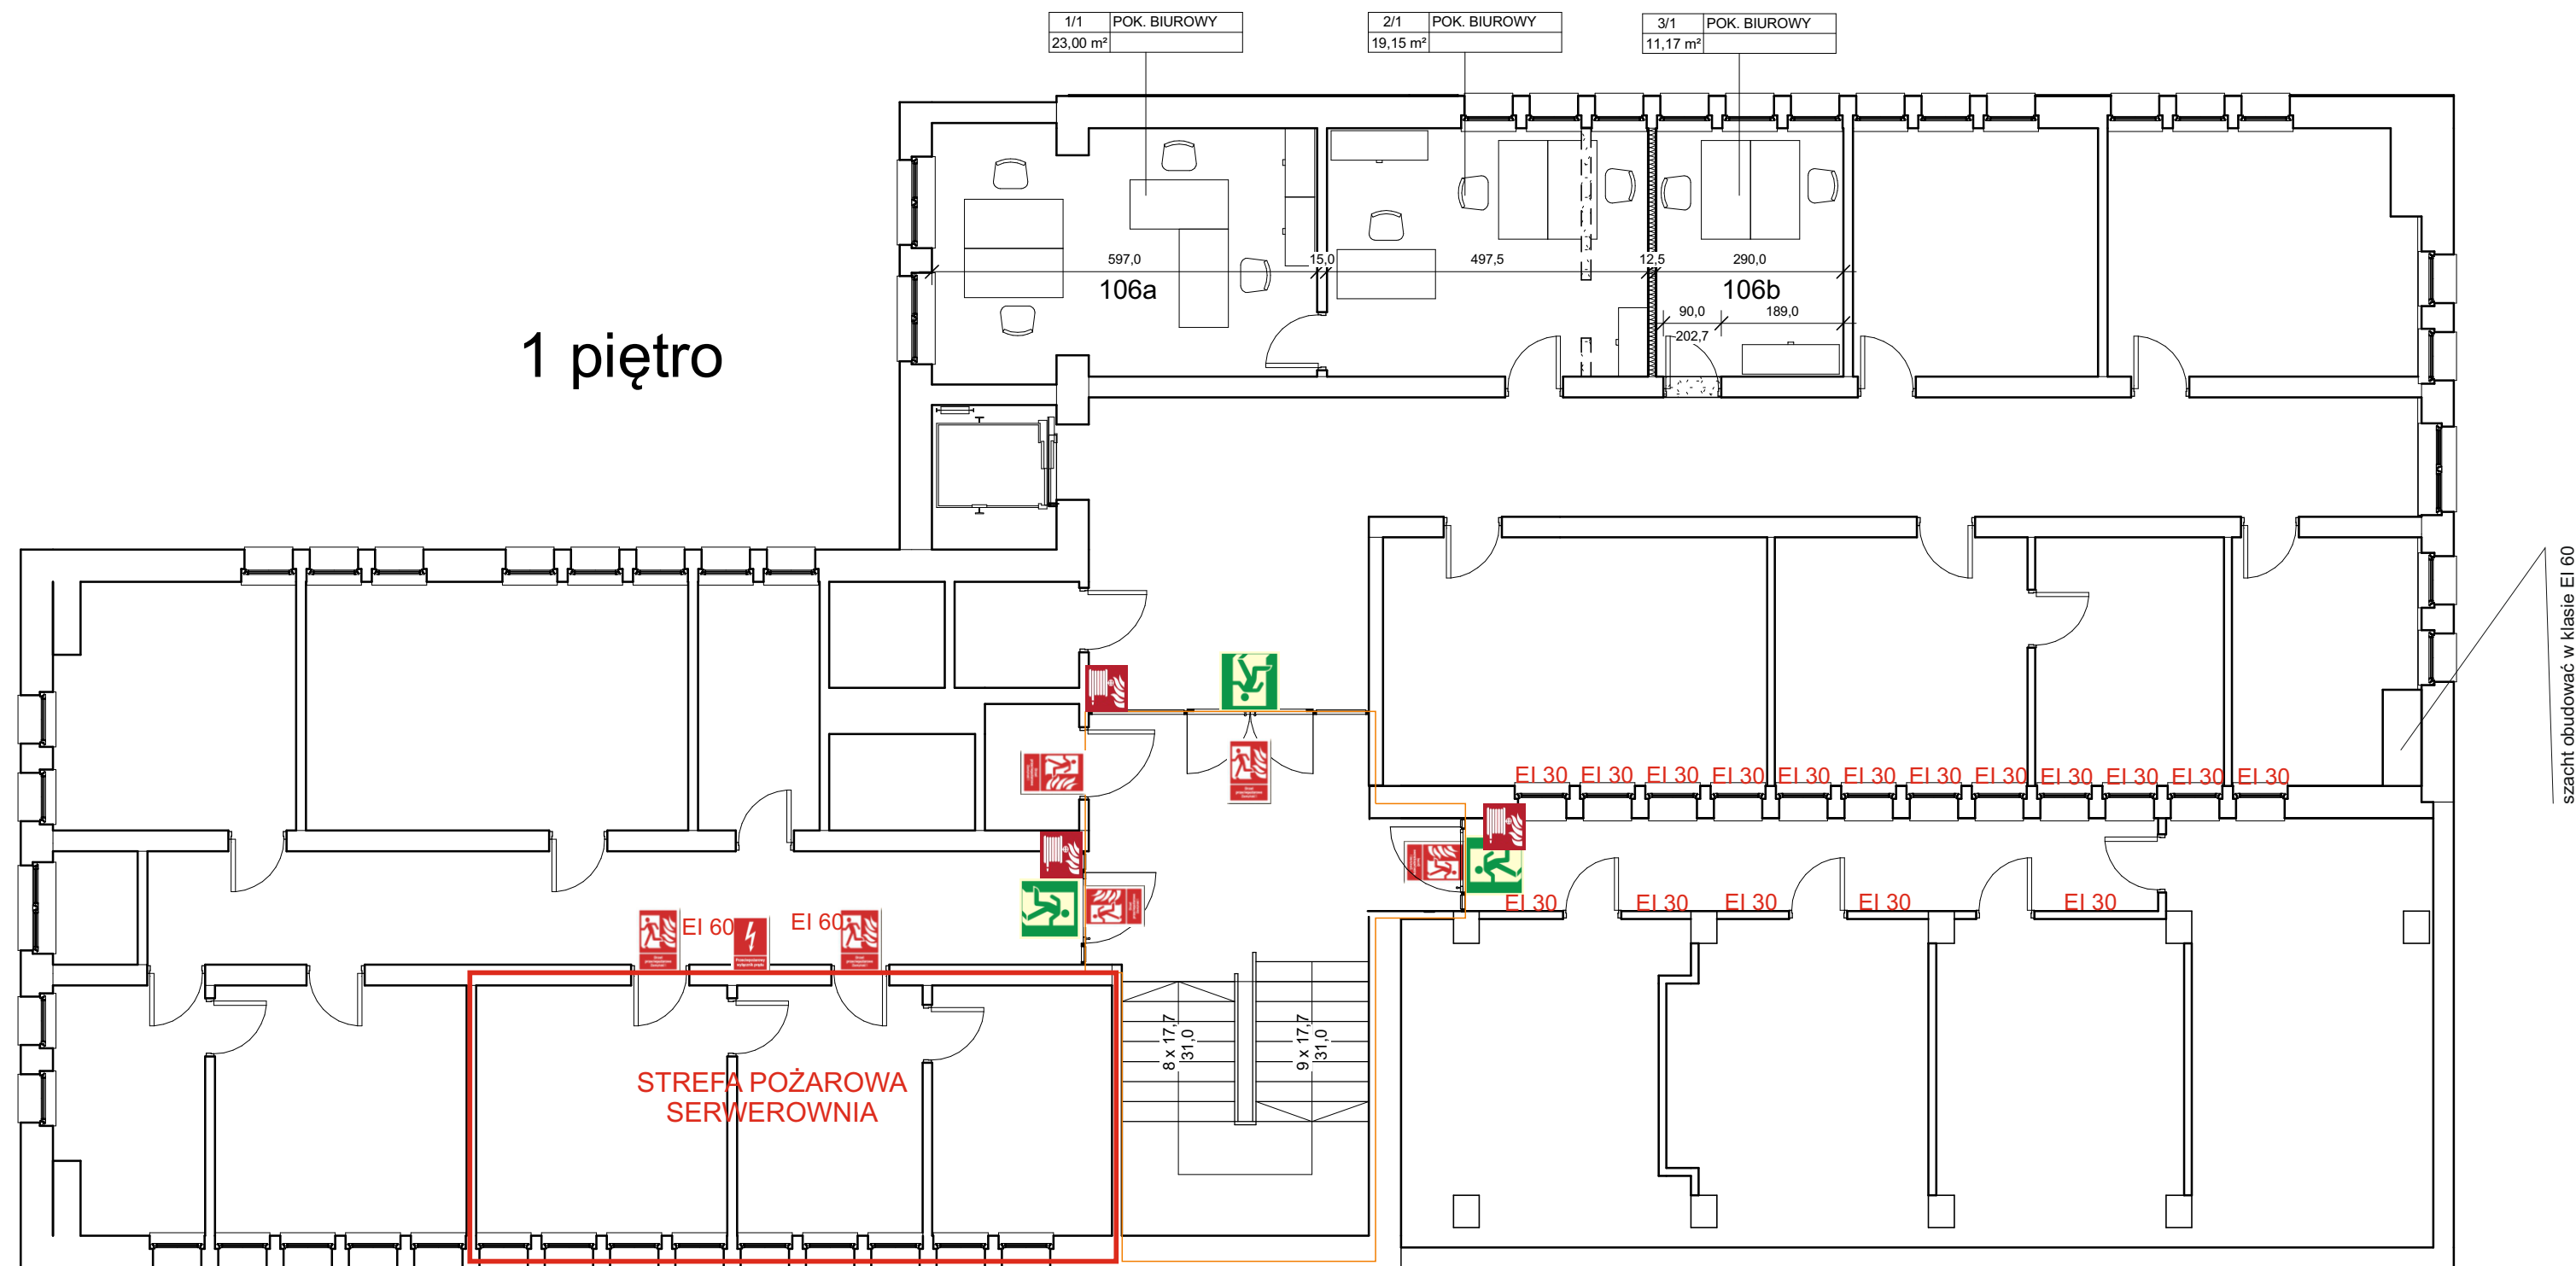 1/1 POK. BIUROWY
23,00 m²
2/1 POK. BIUROWY
19,15 m²
3/1 POK. BIUROWY
11,17 m²
597,0 15,0 497,5 12,5 290,0
106a 106b
90,0 189,0
202,7
1 piętro
szacht obudować w klasie EI 60
EI 30 EI 30 EI 30 EI 30 EI 30 EI 30 EI 30 EI 30 EI 30 EI 30 EI 30 EI 30
EI 30 EI 30 EI 30 EI 30 EI 30
EI 60 EI 60
8 x 17,7
31,0
9 x 17,7
31,0
STREFA POŻAROWA
SERWEROWNIA